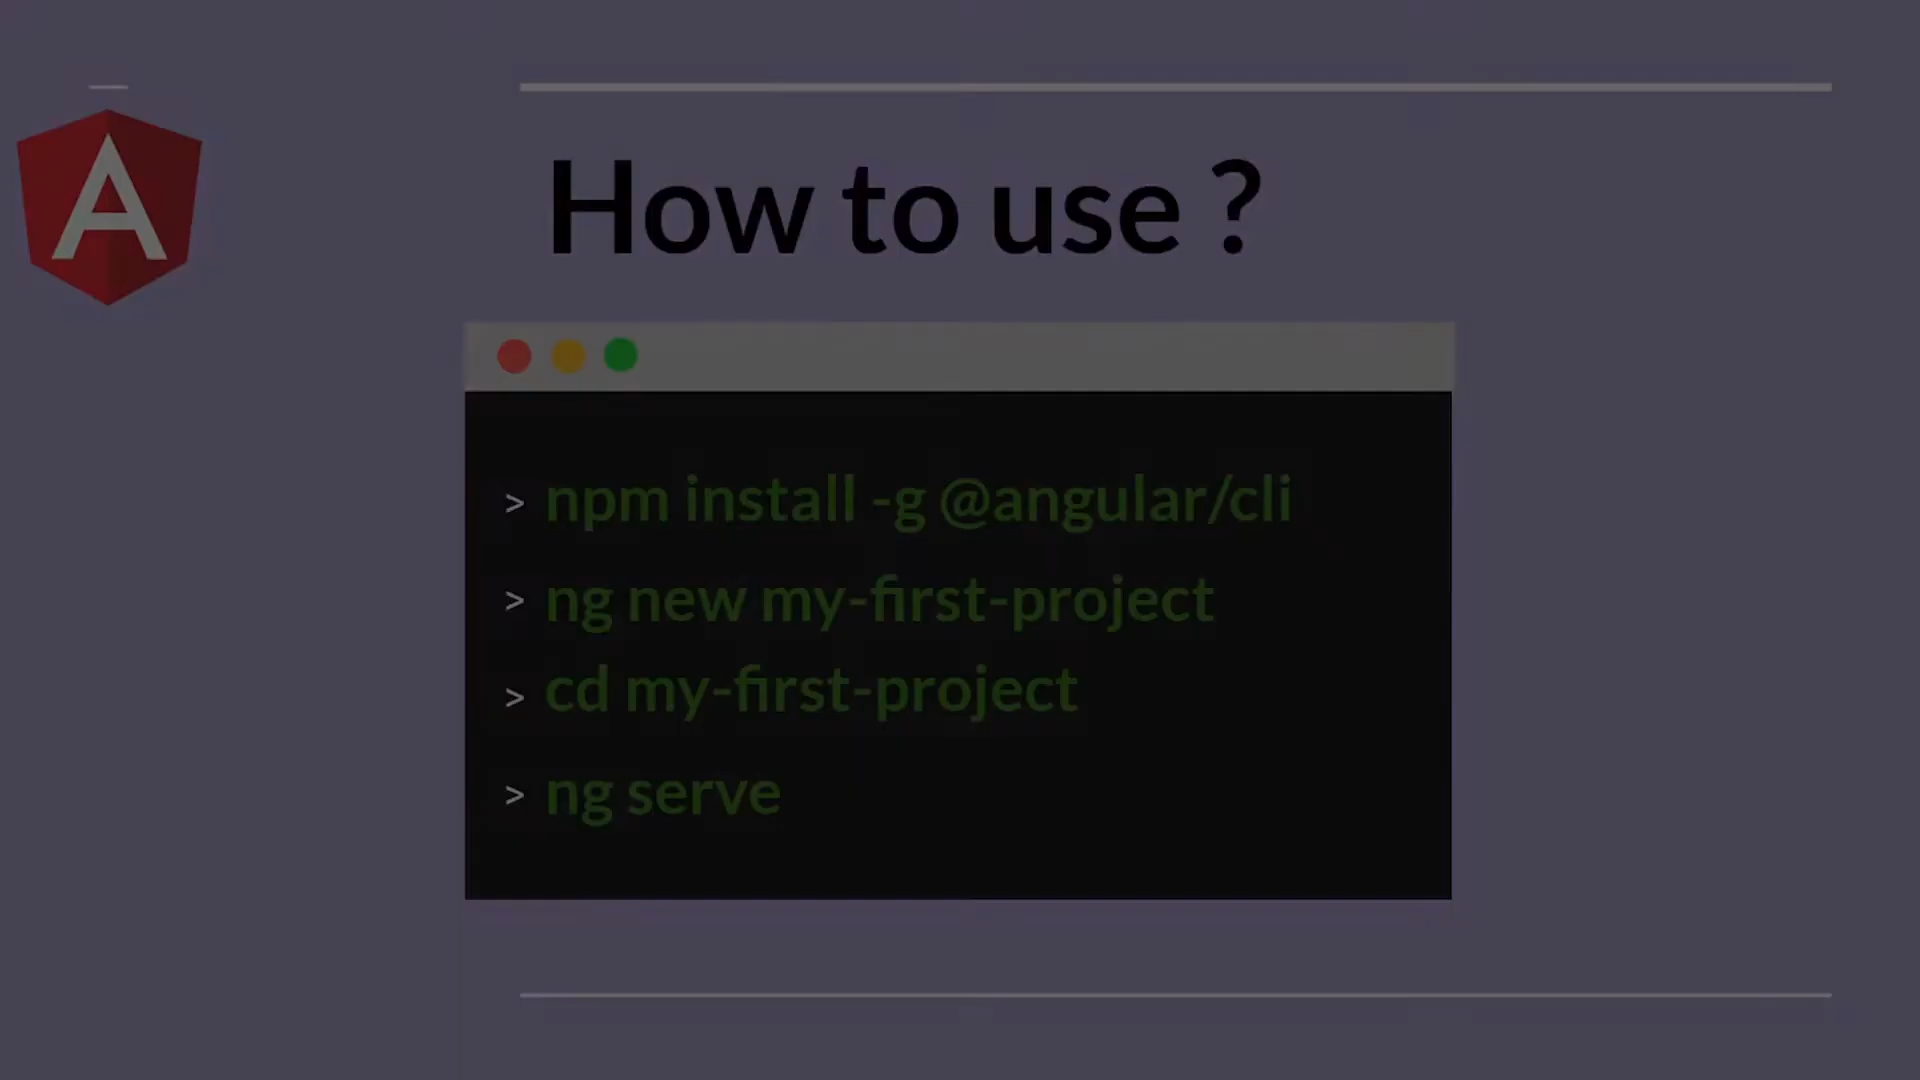 A
How to use ?
> npm install -g @angular/cli
> ng new my-first-project
> cd my-first-project
> ng serve